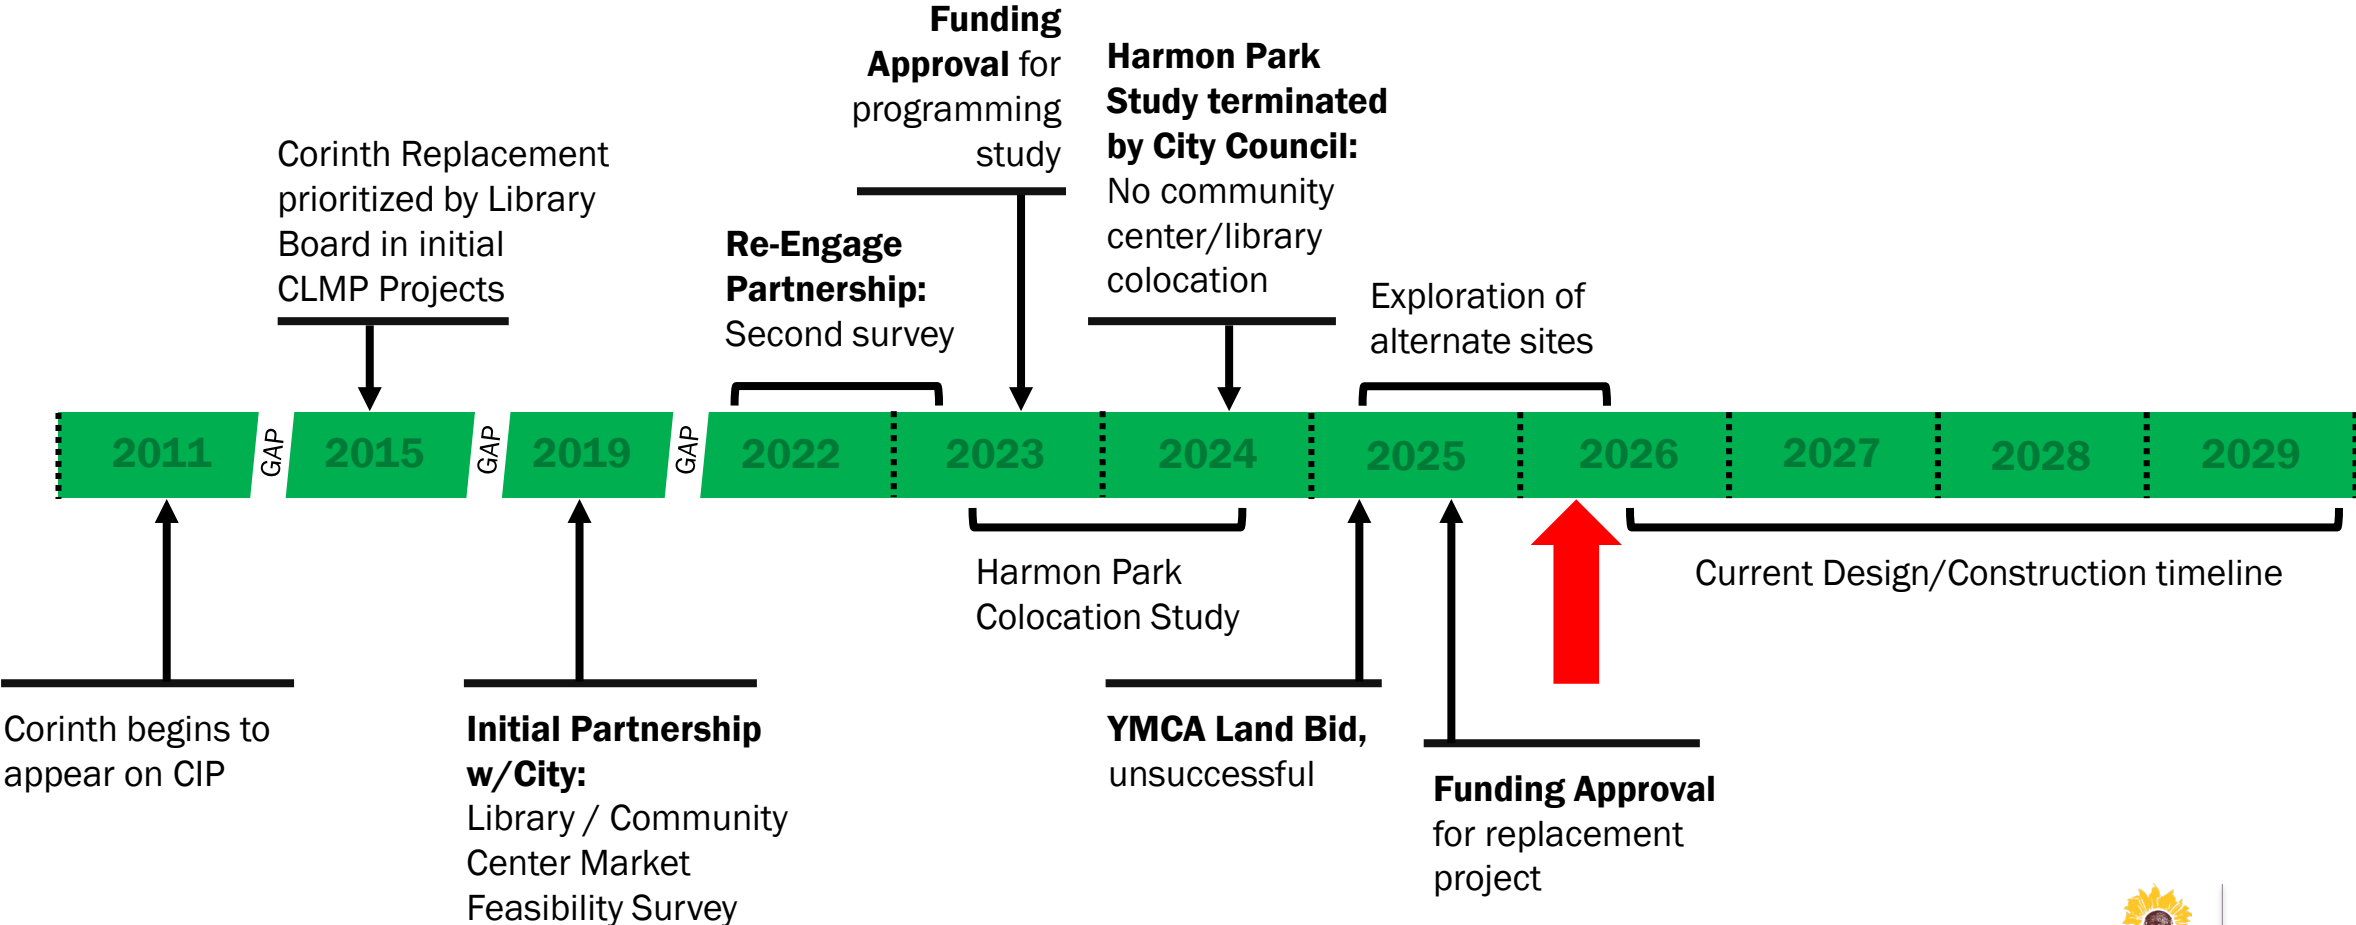 Funding
Approval for
programming
study
Harmon Park
Study terminated
by City Council:
No community
center/library
colocation
Corinth Replacement
prioritized by Library
Board in initial
CLMP Projects
Re-Engage
Partnership:
Second survey
Exploration of
alternate sites
2011
GAP
2015
GAP
2019
GAP
2022
2023
2024
2025
2026
2027
2028
2029
Harmon Park
Colocation Study
Current Design/Construction timeline
Corinth begins to
appear on CIP
Initial Partnership
w/City:
Library / Community
Center Market
Feasibility Survey
YMCA Land Bid,
unsuccessful
Funding Approval
for replacement
project